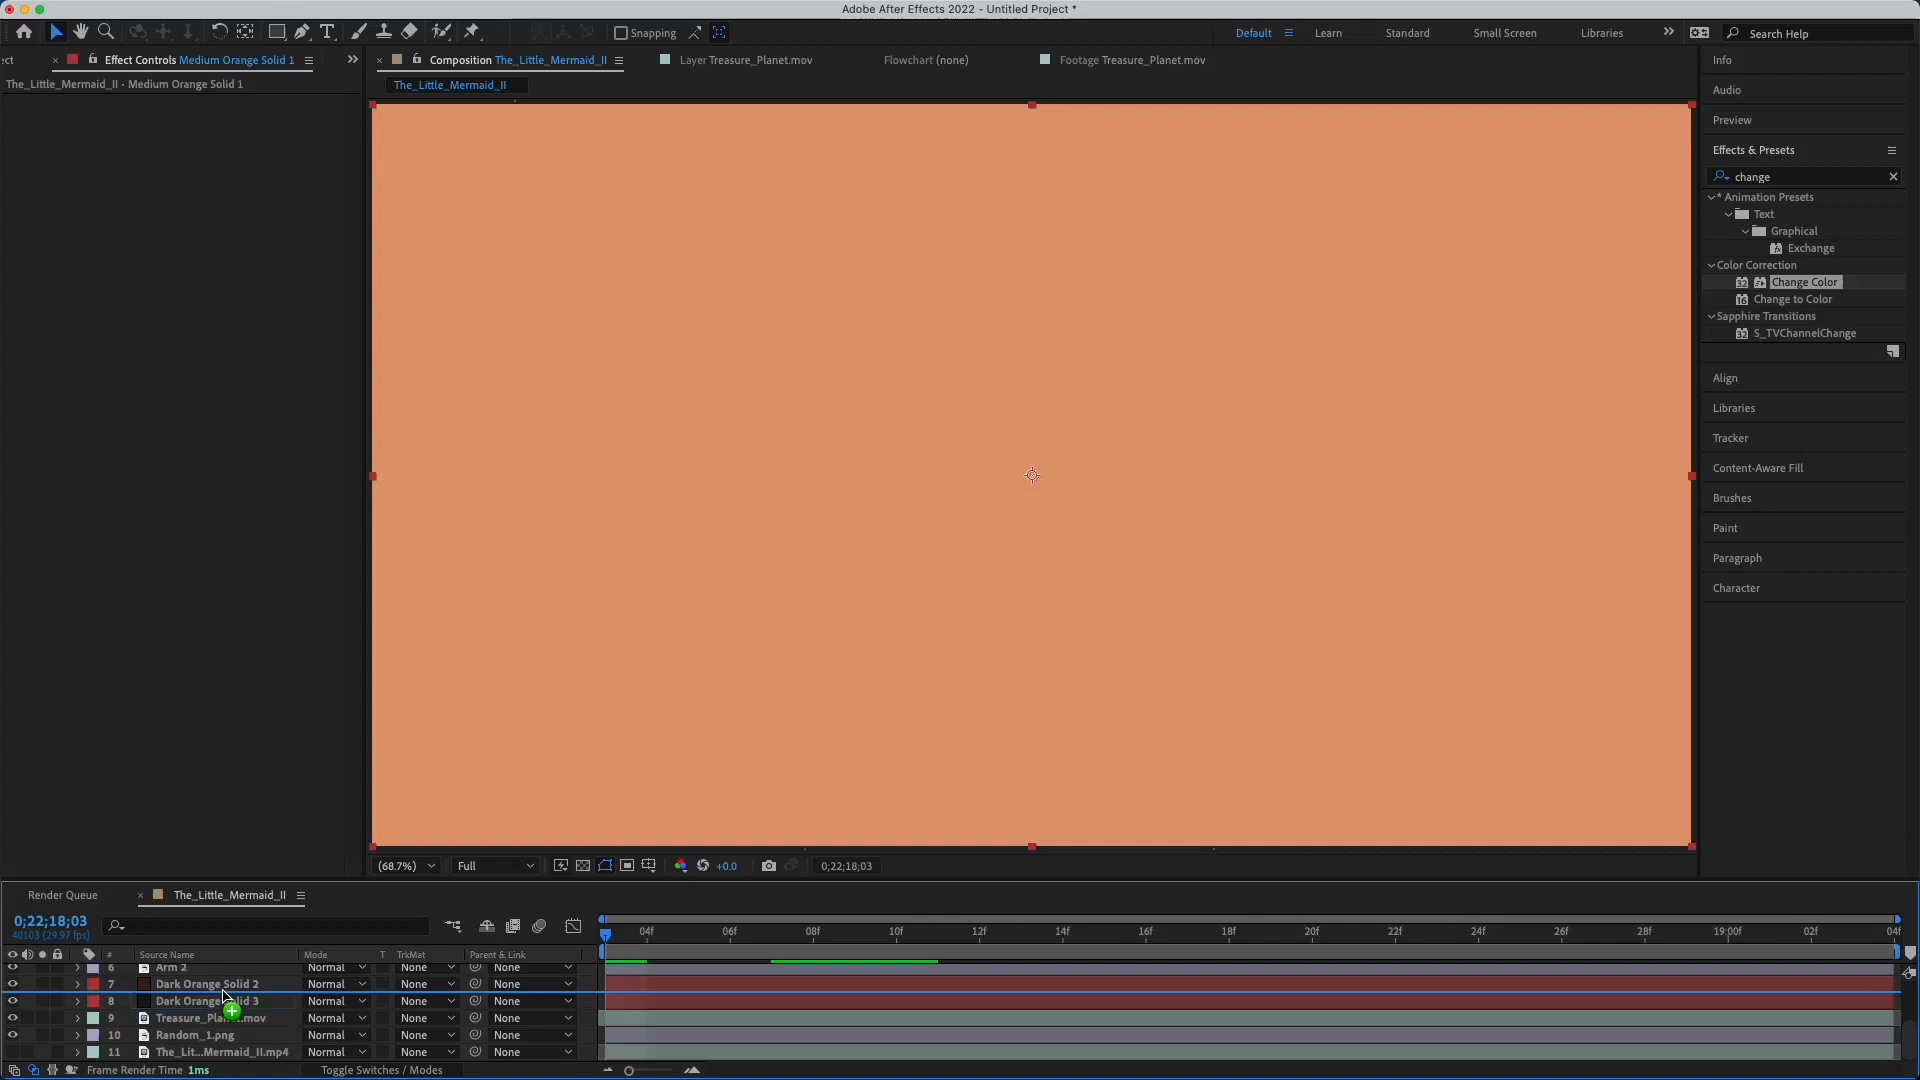 Adobe After Effects 2022 - Untitled Project *
Snapping
Default
Learn
Standard
Small Screen
Libraries
Search Help
ect
Effect Controls Medium Orange Solid 1
Composition The_Little_Mermaid_II
Layer Treasure_Planet.mov
Flowchart (none)
Footage Treasure_Planet.mov
The_Little_Mermaid_II • Medium Orange Solid 1
The_Little_Mermaid_II
Info
Audio
Preview
Effects & Presets
change
* Animation Presets
Text
Graphical
Exchange
Color Correction
32 Change Color
16 Change to Color
Sapphire Transitions
32 S_TVChannelChange
Align
Libraries
Tracker
Content-Aware Fill
Brushes
Paint
Paragraph
Character
(68.7%)
Full
+0.0
0;22;18;03
Render Queue
The_Little_Mermaid_II
0;22;18;03
40103 (29.97 fps)
04f 06f 08f 10f 12f 14f 16f 18f 20f 22f 24f 26f 28f 19:00f 02f 04f
# Source Name Mode T TrkMat Parent & Link
6 Arm 2 Normal None None
7 Dark Orange Solid 2 Normal None None
8 Dark Orange Solid 3 Normal None None
9 Treasure_Planet.mov Normal None None
10 Random_1.png Normal None None
11 The_Lit...Mermaid_II.mp4 Normal None None
Frame Render Time 1ms
Toggle Switches / Modes